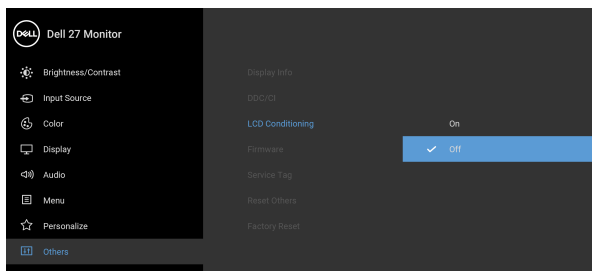 DELL
Dell 27 Monitor
Brightness/Contrast
Input Source
Color
Display
Audio
Menu
Personalize
Others
Display Info
DDC/CI
LCD Conditioning
Firmware
Service Tag
Reset Others
Factory Reset
On
Off